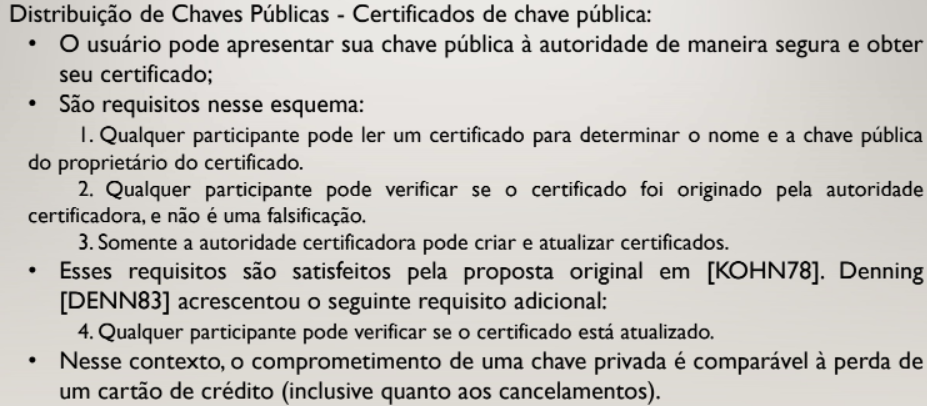 Distribuição de Chaves Públicas - Certificados de chave pública:
• O usuário pode apresentar sua chave pública à autoridade de maneira segura e obter
seu certificado;
• São requisitos nesse esquema:
1. Qualquer participante pode ler um certificado para determinar o nome e a chave pública
do proprietário do certificado.
2. Qualquer participante pode verificar se o certificado foi originado pela autoridade
certificadora, e não é uma falsificação.
3. Somente a autoridade certificadora pode criar e atualizar certificados.
• Esses requisitos são satisfeitos pela proposta original em [KOHN78]. Denning
[DENN83] acrescentou o seguinte requisito adicional:
4. Qualquer participante pode verificar se o certificado está atualizado.
• Nesse contexto, o comprometimento de uma chave privada é comparável à perda de
um cartão de crédito (inclusive quanto aos cancelamentos).